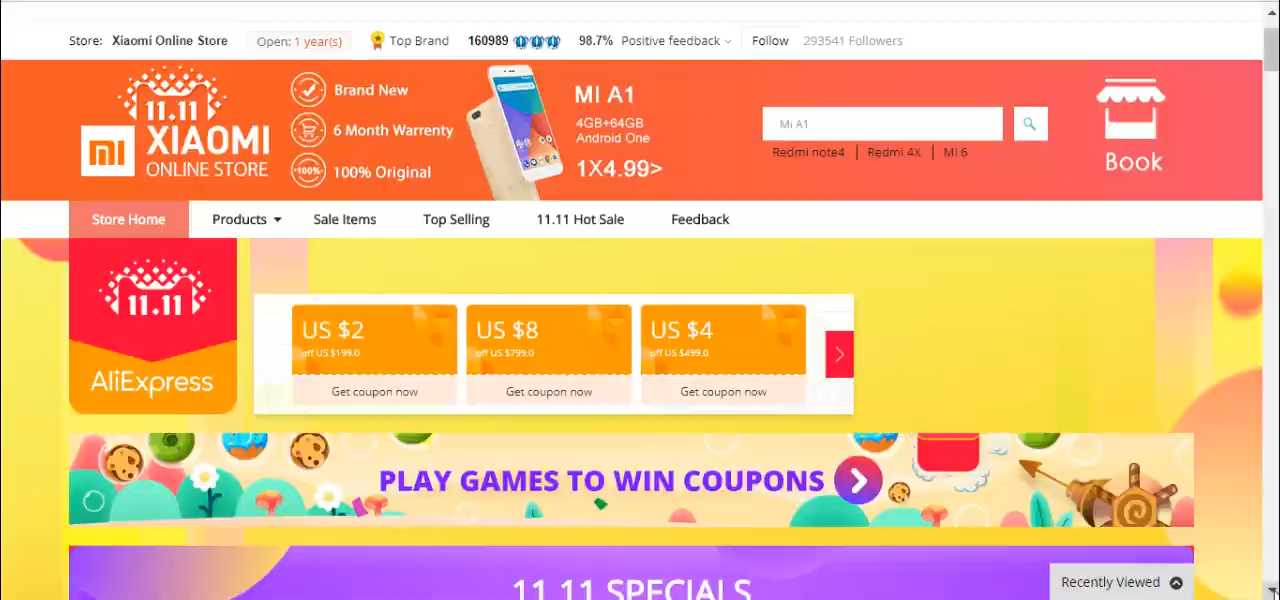 Store: Xiaomi Online Store Open: 1 year(s) Top Brand 160989 98.7% Positive feedback Follow 293541 Followers
11.11
mi XIAOMI
ONLINE STORE
Brand New
6 Month Warrenty
-100%- 100% Original
MI A1
4GB+64GB
Android One
1X4.99>
Mi A1
Redmi note4 | Redmi 4X | MI 6
Book
Store Home Products Sale Items Top Selling 11.11 Hot Sale Feedback
11.11
AliExpress
US $2
off US $199.0
Get coupon now
US $8
off US $799.0
Get coupon now
US $4
off US $499.0
Get coupon now
PLAY GAMES TO WIN COUPONS
11.11 SPECIALS
Recently Viewed